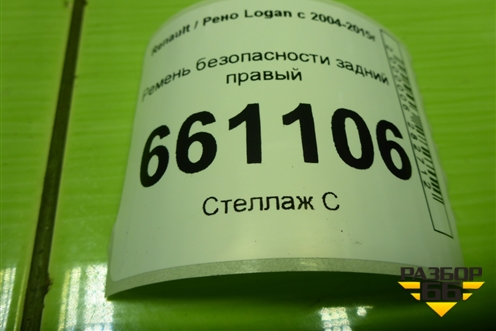 Renault / Рено Logan с 2004-2015г
Ремень безопасности задний
правый
661106
Стеллаж С
РАЗБОР
66